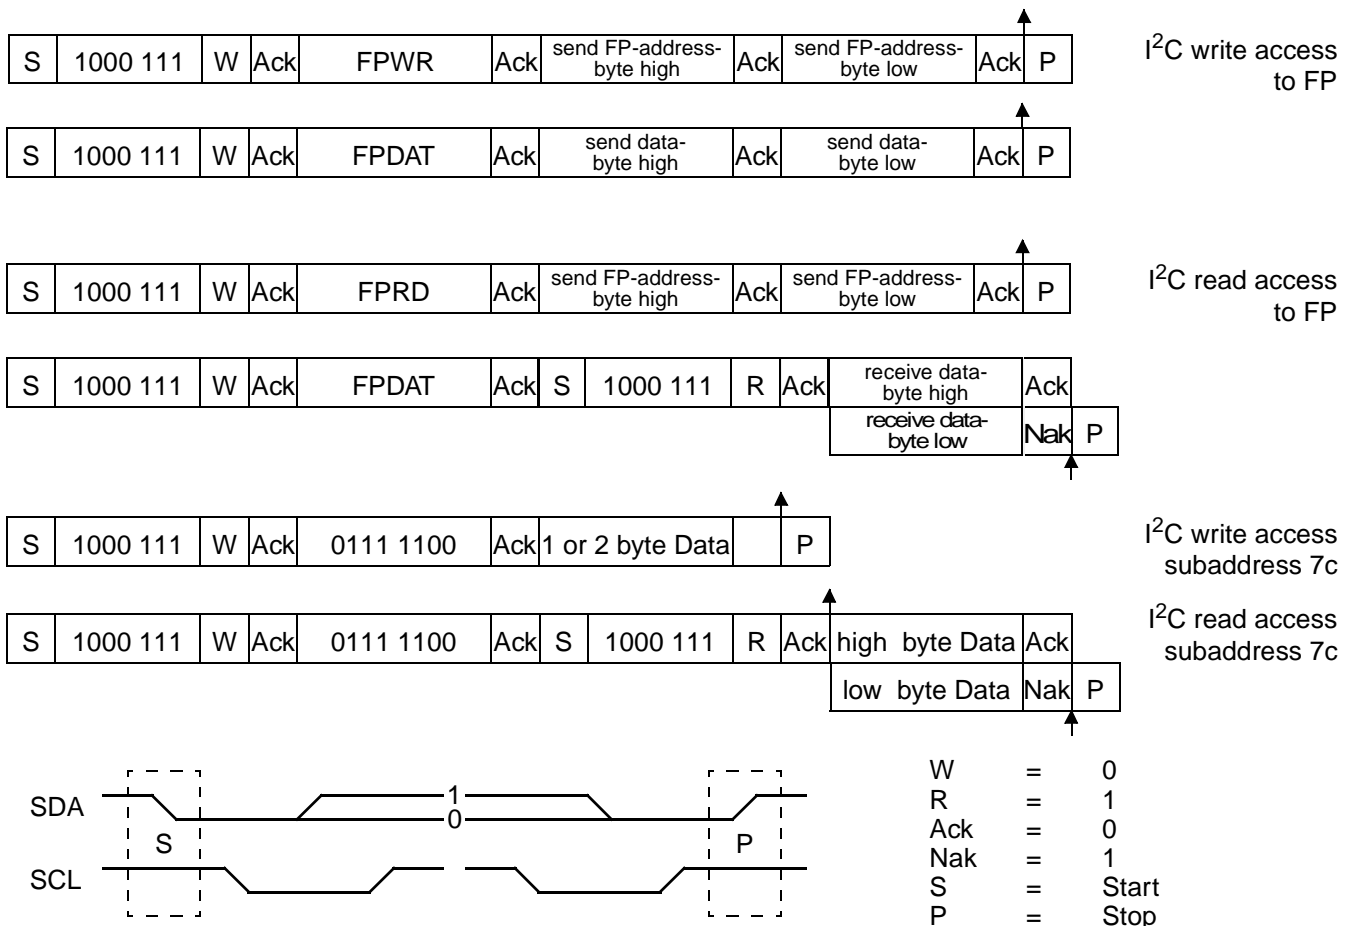 S 1000 111 W Ack FPWR Ack send FP-address-byte high Ack send FP-address-byte low Ack P
I²C write access
to FP
S 1000 111 W Ack FPDAT Ack send data-byte high Ack send data-byte low Ack P
S 1000 111 W Ack FPRD Ack send FP-address-byte high Ack send FP-address-byte low Ack P
I²C read access
to FP
S 1000 111 W Ack FPDAT Ack S 1000 111 R Ack receive data-byte high Ack
receive data-byte low Nak P
S 1000 111 W Ack 0111 1100 Ack 1 or 2 byte Data P
I²C write access
subaddress 7c
S 1000 111 W Ack 0111 1100 Ack S 1000 111 R Ack high byte Data Ack
I²C read access
subaddress 7c
low byte Data Nak P
SDA 1
0
S P
SCL
W = 0
R = 1
Ack = 0
Nak = 1
S = Start
P = Stop